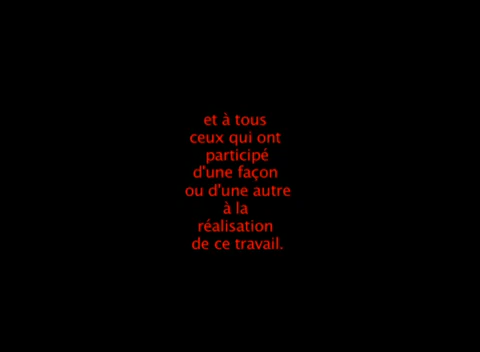 et à tous
ceux qui ont
participé
d'une façon
ou d'une autre
à la
réalisation
de ce travail.